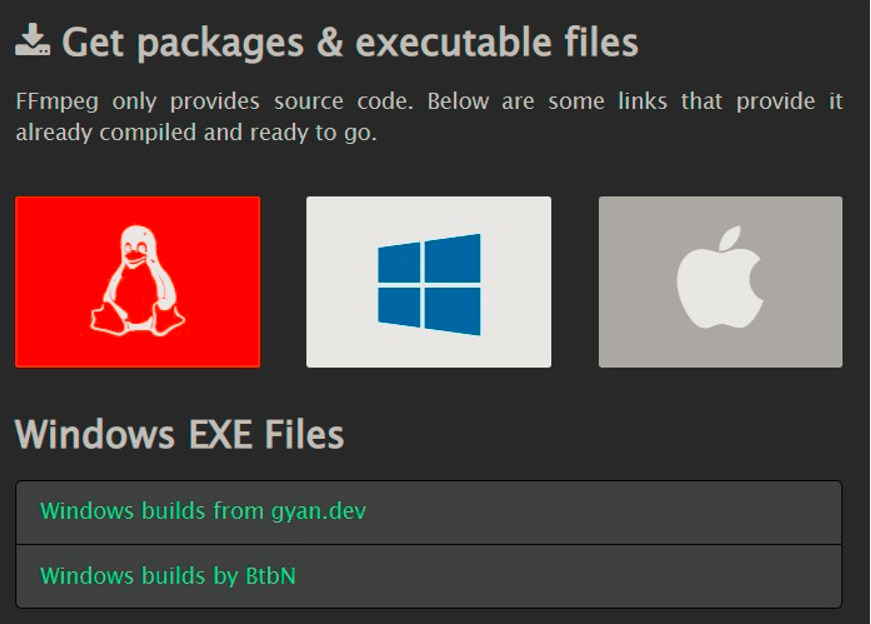 Get packages & executable files
FFmpeg only provides source code. Below are some links that provide it
already compiled and ready to go.
Windows EXE Files
Windows builds from gyan.dev
Windows builds by BtbN